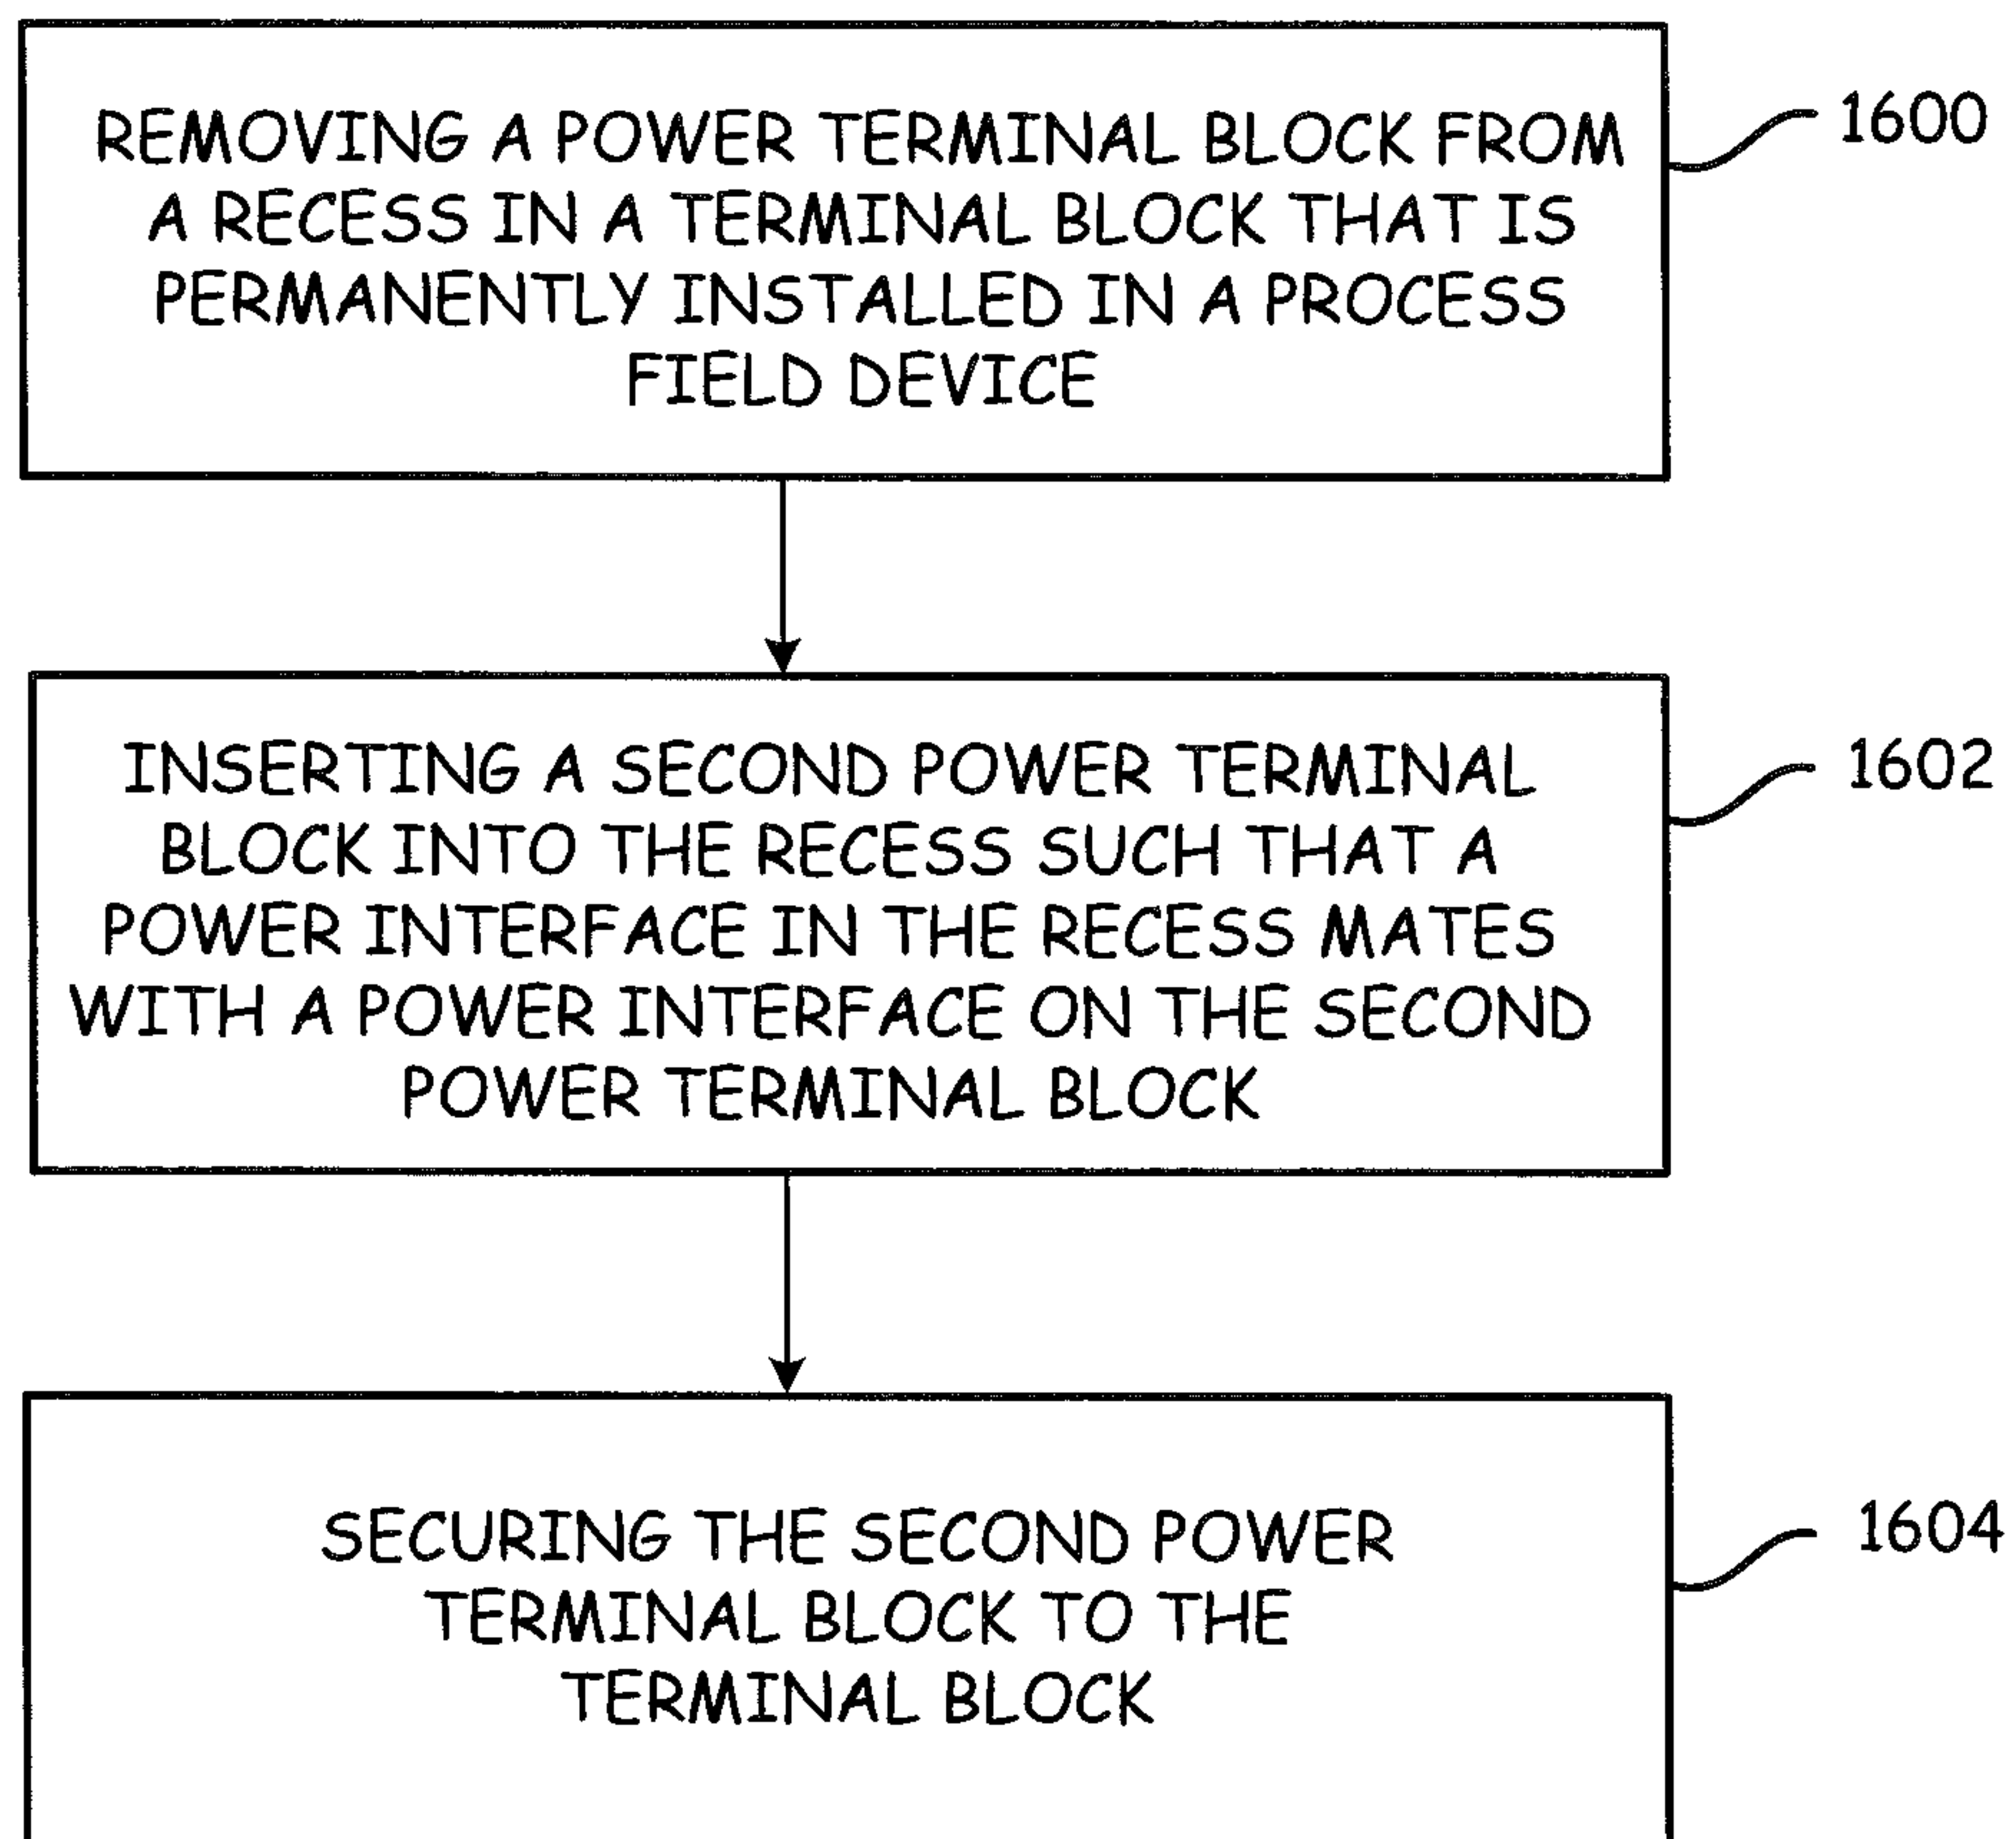 REMOVING A POWER TERMINAL BLOCK FROM
A RECESS IN A TERMINAL BLOCK THAT IS
PERMANENTLY INSTALLED IN A PROCESS
FIELD DEVICE
1600
INSERTING A SECOND POWER TERMINAL
BLOCK INTO THE RECESS SUCH THAT A
POWER INTERFACE IN THE RECESS MATES
WITH A POWER INTERFACE ON THE SECOND
POWER TERMINAL BLOCK
1602
SECURING THE SECOND POWER
TERMINAL BLOCK TO THE
TERMINAL BLOCK
1604